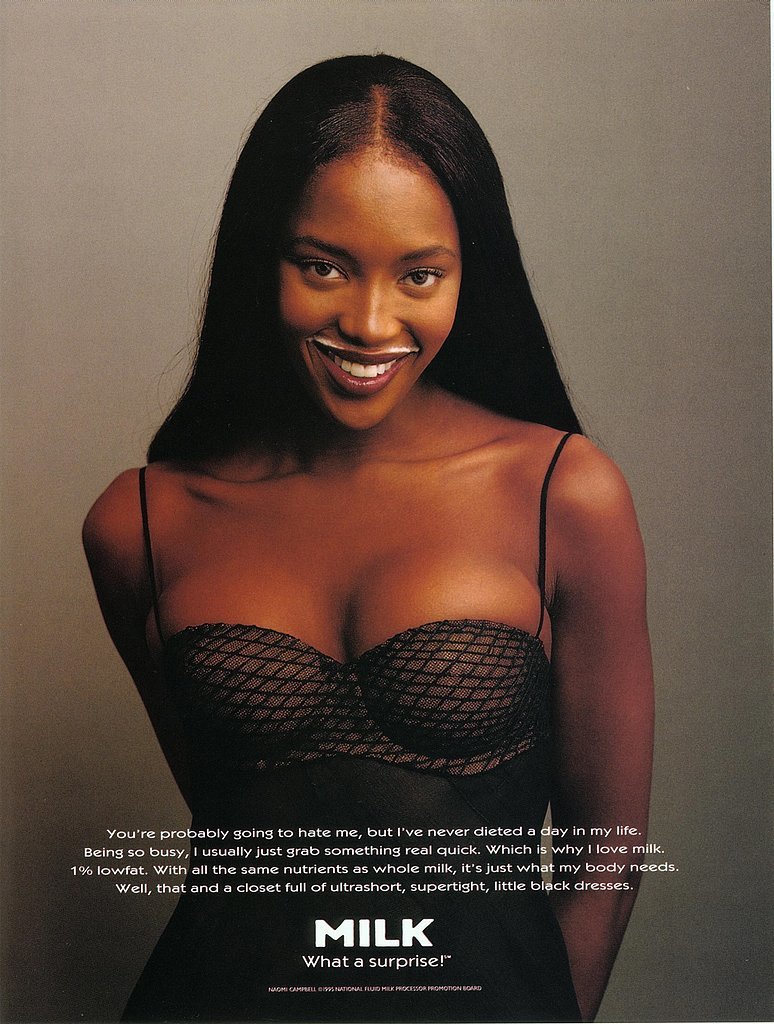 You're probably going to hate me, but I've never dieted a day in my life.
Being so busy, I usually just grab something real quick. Which is why I love milk.
1% lowfat. With all the same nutrients as whole milk, it's just what my body needs.
Well, that and a closet full of ultrashort, supertight, little black dresses.
MILK
What a surprise!℠
NAOMI CAMPBELL ©1995 NATIONAL FLUID MILK PROCESSOR PROMOTION BOARD